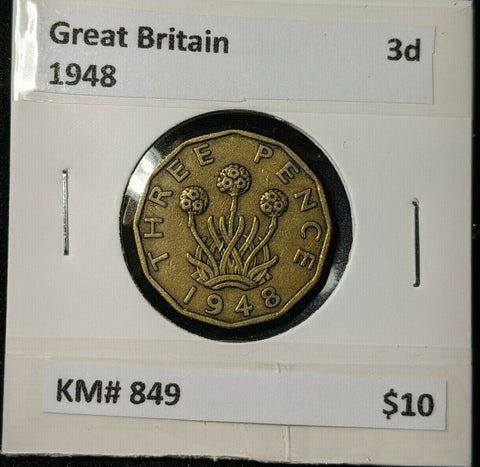 Great Britain 3d
1948
THREE PENCE
1948
KM# 849 $10